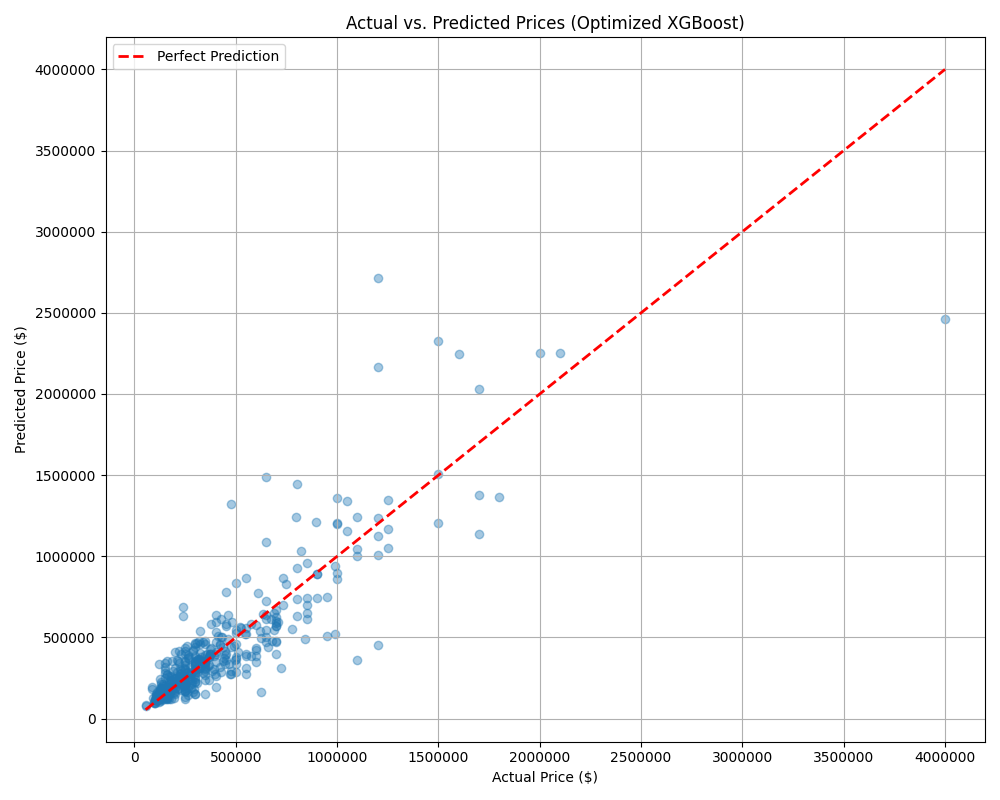 Actual vs. Predicted Prices (Optimized XGBoost)
Perfect Prediction
4000000
3500000
3000000
2500000
2000000
1500000
1000000
500000
0
Predicted Price ($)
0 500000 1000000 1500000 2000000 2500000 3000000 3500000 4000000
Actual Price ($)